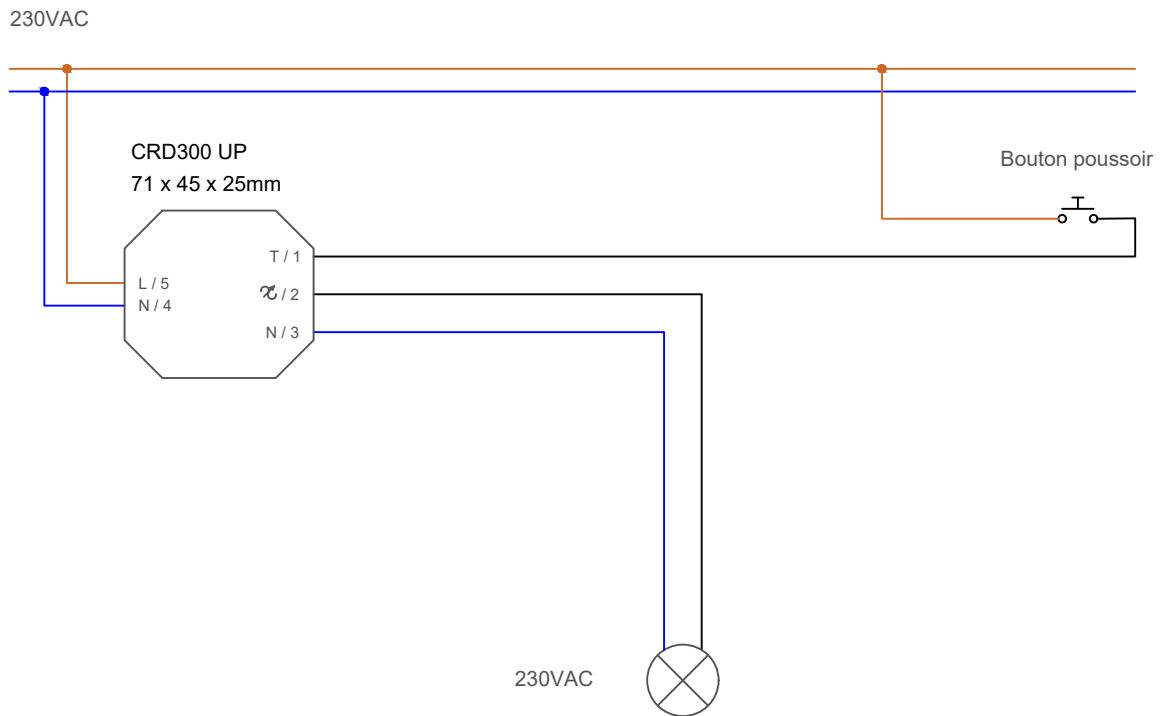 230VAC
CRD300 UP
71 x 45 x 25mm
Bouton poussoir
T / 1
L / 5
/ 2
N / 4
N / 3
230VAC